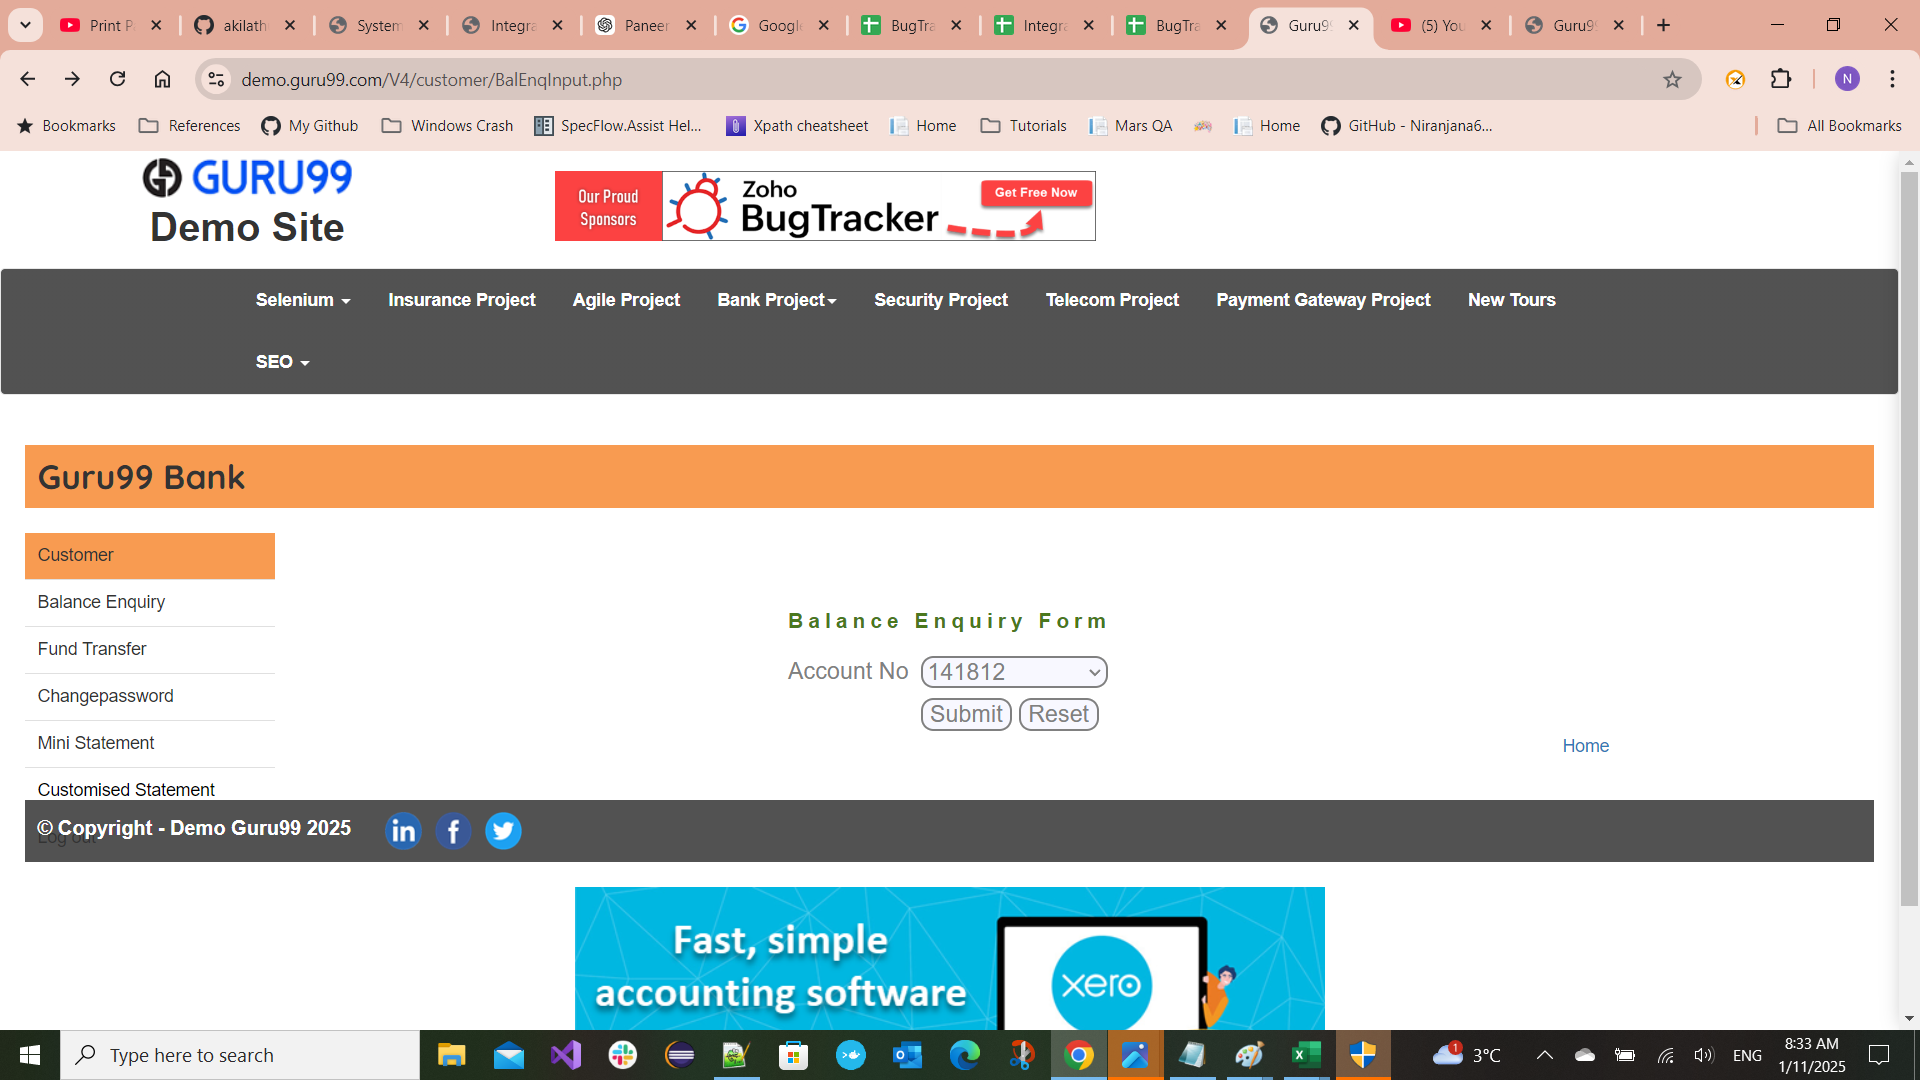 Print P
akilath
System
Integra
Paneer
Google
BugTra
Integra
BugTra
Guru99
(5) You
Guru99
demo.guru99.com/V4/customer/BalEnqInput.php
N
Bookmarks
References
My Github
Windows Crash
SpecFlow.Assist Hel...
Xpath cheatsheet
Home
Tutorials
Mars QA
Home
GitHub - Niranjana6...
All Bookmarks
GURU99
Demo Site
Our Proud
Sponsors
Zoho
BugTracker
Get Free Now
Selenium
Insurance Project
Agile Project
Bank Project
Security Project
Telecom Project
Payment Gateway Project
New Tours
SEO
Guru99 Bank
Customer
Balance Enquiry
Fund Transfer
Changepassword
Mini Statement
Customised Statement
Log out
Balance Enquiry Form
Account No
141812
Submit
Reset
Home
© Copyright - Demo Guru99 2025
in
f
Fast, simple
accounting software
xero
Type here to search
1
3°C
ENG
8:33 AM
1/11/2025